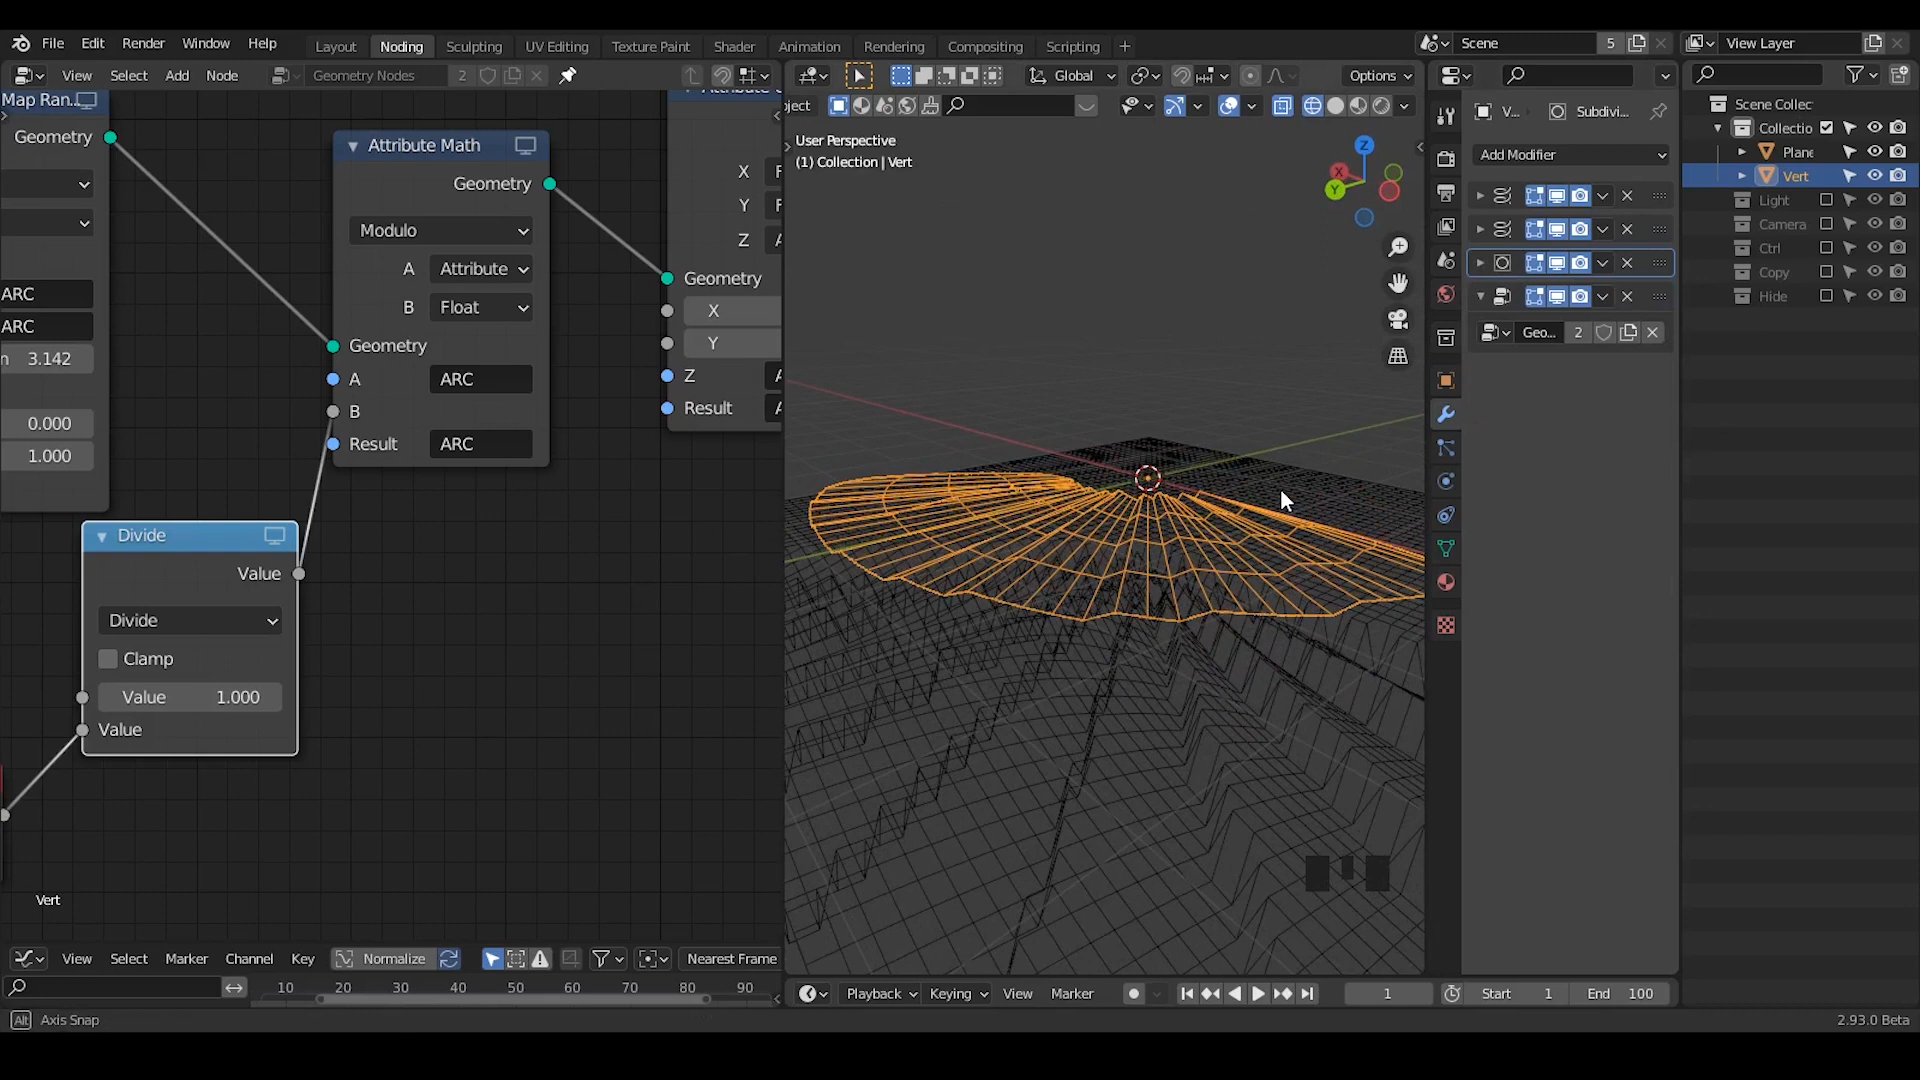 File Edit Render Window Help Layout Noding Sculpting UV Editing Texture Paint Shader Animation Rendering Compositing Scripting + Scene 5 View Layer
View Select Add Node Geometry Nodes 2 Global Options
Map Ran...
Geometry
ARC
ARC
3.142
0.000
1.000
Attribute Math
Geometry
Modulo
A Attribute
B Float
Geometry
A ARC
B
Result ARC
X
Y
Z
Geometry
X
Y
Z
Result
Divide
Value
Divide
Clamp
Value 1.000
Value
Vert
ject
User Perspective
(1) Collection | Vert
Z
X
Y
V... Subdivi...
Add Modifier
Geo... 2
Scene Collec
Collectio
Plane
Vert
Light
Camera
Ctrl
Copy
Hide
View Select Marker Channel Key Normalize Nearest Frame
10 20 30 40 50 60 70 80 90
Playback Keying View Marker 1 Start 1 End 100
Alt Axis Snap
2.93.0 Beta